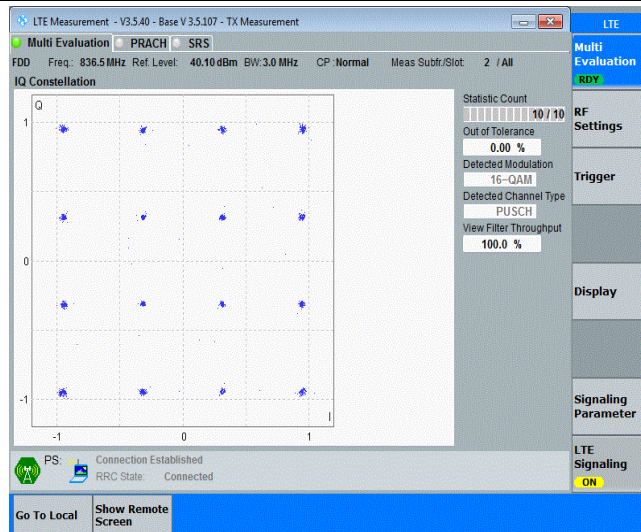 LTE Measurement - V3.5.40 - Base V 3.5.107 - TX Measurement
LTE
Multi Evaluation PRACH SRS
FDD Freq.: 836.5 MHz Ref. Level: 40.10 dBm BW:3.0 MHz CP :Normal Meas Subfr./Slot: 2 / All
IQ Constellation
Q
1
0
-1
I
-1 0 1
Statistic Count
10 / 10
Out of Tolerance
0.00 %
Detected Modulation
16-QAM
Detected Channel Type
PUSCH
View Filter Throughput
100.0 %
PS: Connection Established
RRC State: Connected
Multi
Evaluation
RDY
RF
Settings
Trigger
Display
Signaling
Parameter
LTE
Signaling
ON
Go To Local
Show Remote
Screen